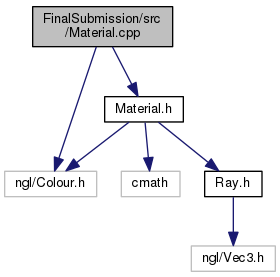 FinalSubmission/src
/Material.cpp
Material.h
ngl/Colour.h
cmath
Ray.h
ngl/Vec3.h